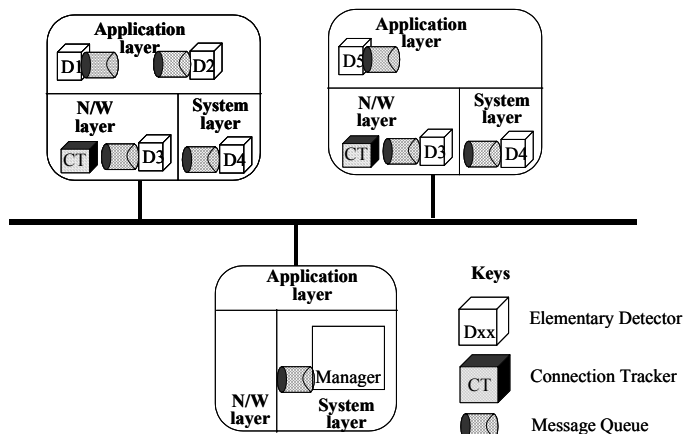 Application
layer
D1
D2
N/W
layer
System
layer
CT
D3
D4
Application
layer
D5
N/W
layer
System
layer
CT
D3
D4
Application
layer
Manager
N/W
layer
System
layer
Keys
Dxx
Elementary Detector
CT
Connection Tracker
Message Queue